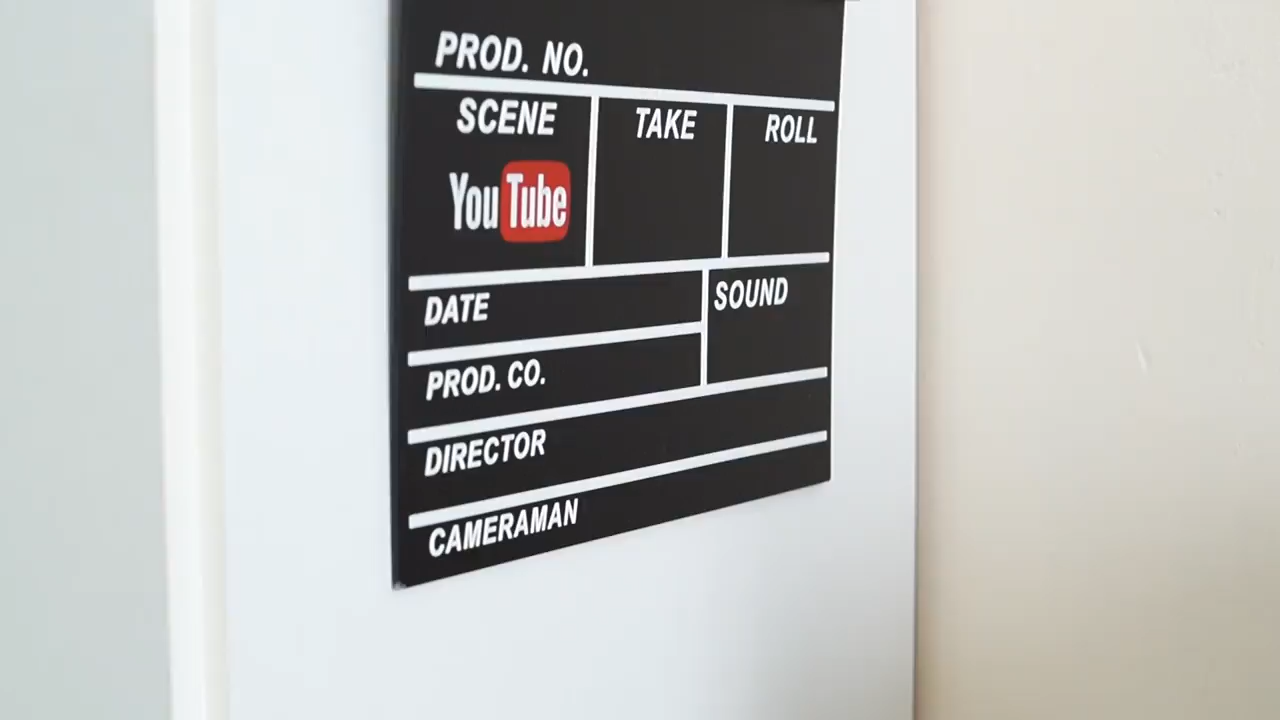 PROD. NO.
SCENE TAKE ROLL
YouTube
DATE SOUND
PROD. CO.
DIRECTOR
CAMERAMAN